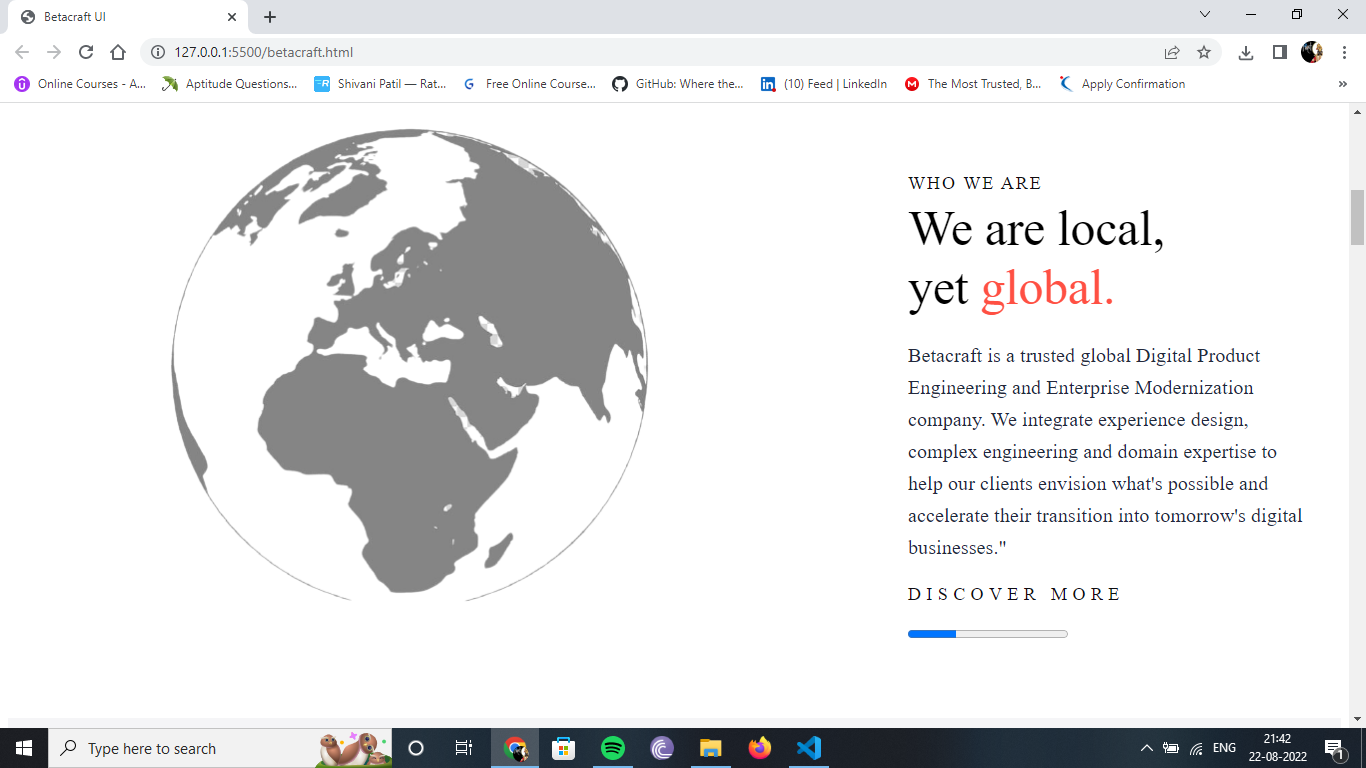 Betacraft UI
127.0.0.1:5500/betacraft.html
Online Courses - A...
Aptitude Questions...
Shivani Patil — Rat...
Free Online Course...
GitHub: Where the...
(10) Feed | LinkedIn
The Most Trusted, B...
Apply Confirmation
WHO WE ARE
We are local,
yet global.
Betacraft is a trusted global Digital Product
Engineering and Enterprise Modernization
company. We integrate experience design,
complex engineering and domain expertise to
help our clients envision what's possible and
accelerate their transition into tomorrow's digital
businesses."
DISCOVER MORE
Type here to search
ENG
21:42
22-08-2022
1